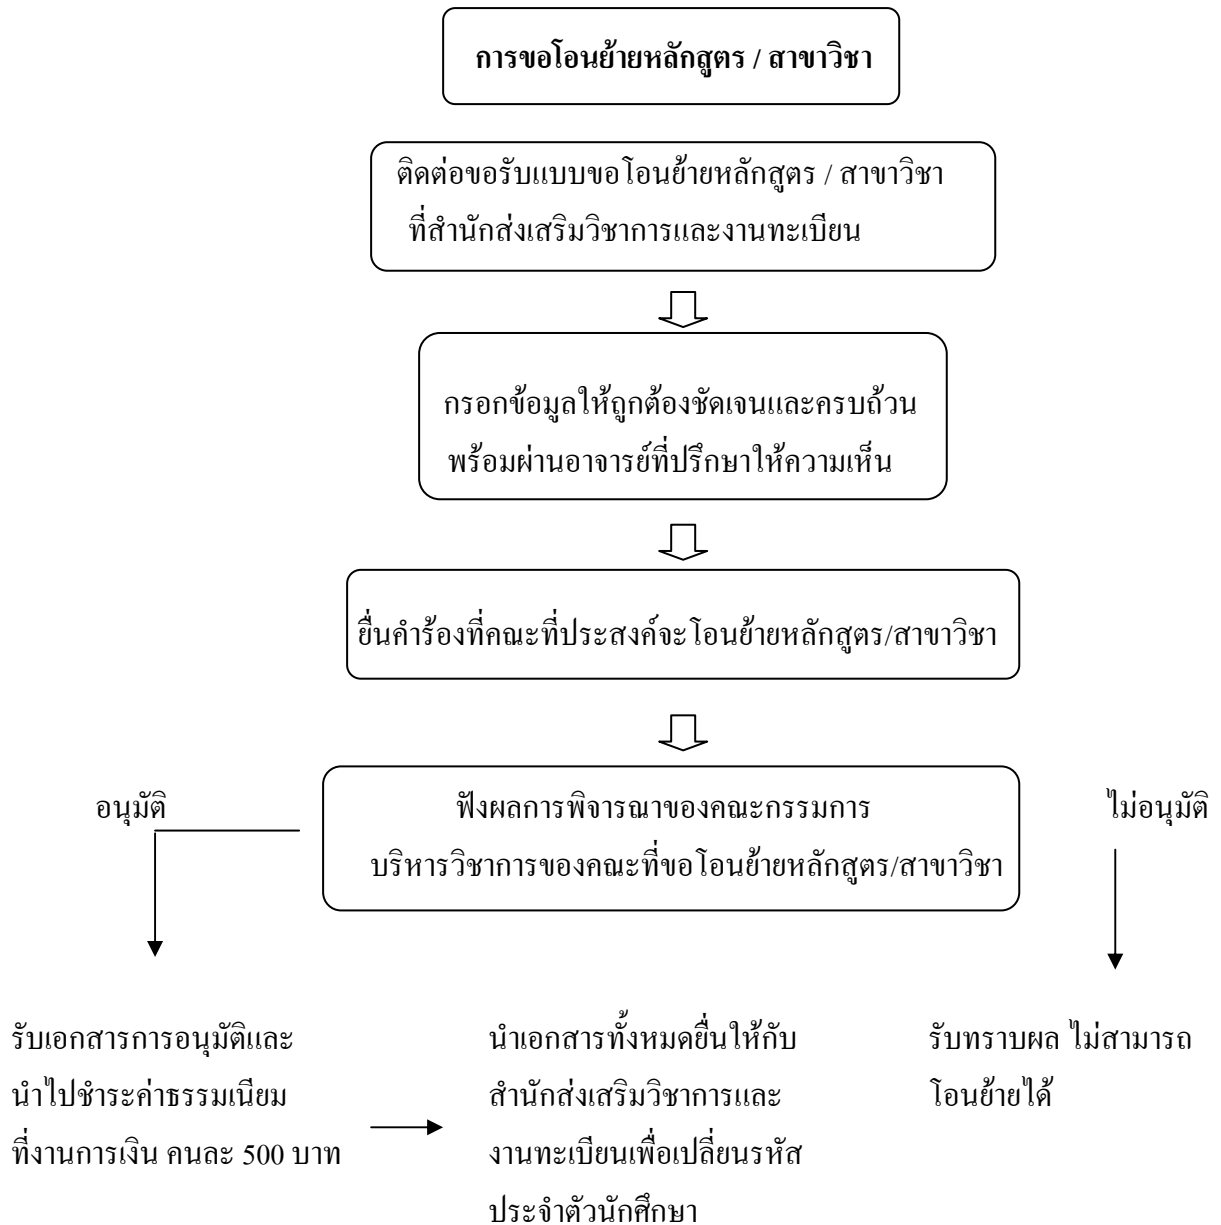 การขอโอนย้ายหลักสูตร / สาขาวิชา
ติดต่อขอรับแบบขอโอนย้ายหลักสูตร / สาขาวิชา
ที่สำนักส่งเสริมวิชาการและงานทะเบียน
กรอกข้อมูลให้ถูกต้องชัดเจนและครบถ้วน
พร้อมผ่านอาจารย์ที่ปรึกษาให้ความเห็น
ยื่นคำร้องที่คณะที่ประสงค์จะโอนย้ายหลักสูตร/สาขาวิชา
ฟังผลการพิจารณาของคณะกรรมการ
บริหารวิชาการของคณะที่ขอโอนย้ายหลักสูตร/สาขาวิชา
อนุมัติ
ไม่อนุมัติ
รับเอกสารการอนุมัติและ
นำไปชำระค่าธรรมเนียม
ที่งานการเงิน คนละ 500 บาท
นำเอกสารทั้งหมดยื่นให้กับ
สำนักส่งเสริมวิชาการและ
งานทะเบียนเพื่อเปลี่ยนรหัส
ประจำตัวนักศึกษา
รับทราบผล ไม่สามารถ
โอนย้ายได้